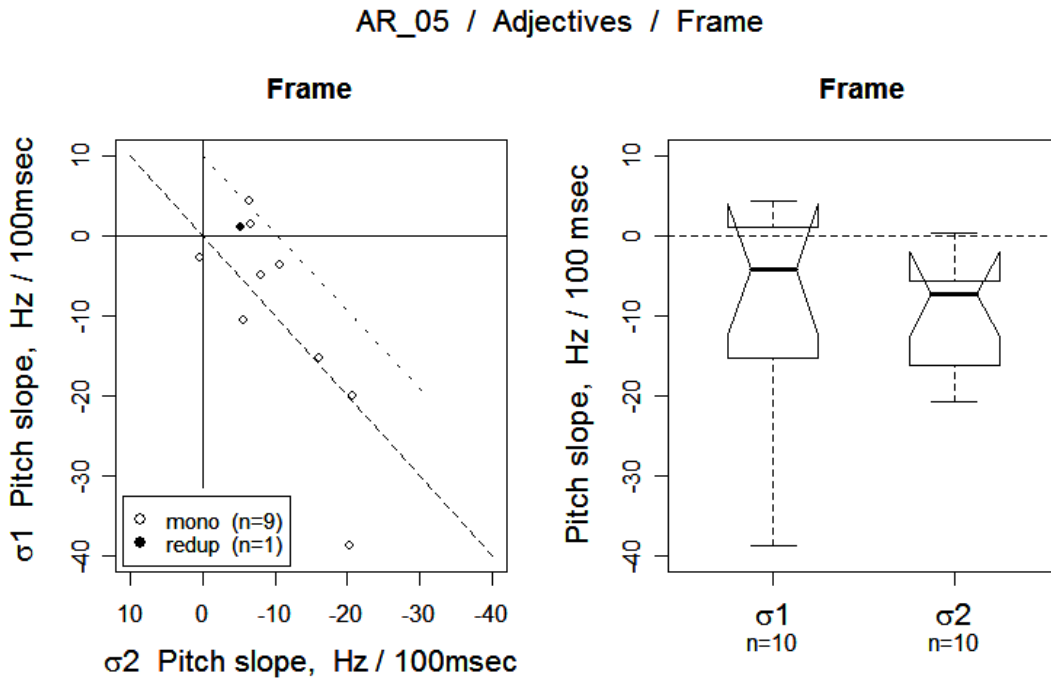 AR_05 / Adjectives / Frame
Frame
σ1 Pitch slope, Hz / 100msec
10
0
-10
-20
-30
-40
mono (n=9)
redup (n=1)
10 0 -10 -20 -30 -40
σ2 Pitch slope, Hz / 100msec
Frame
Pitch slope, Hz / 100 msec
10
0
-10
-20
-30
-40
σ1 σ2
n=10 n=10